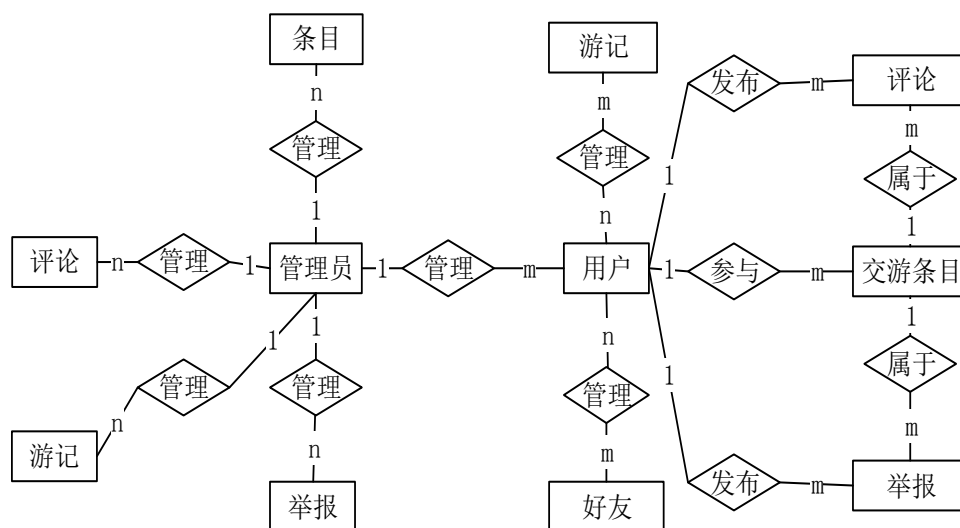 条目
游记
发布
m
评论
n
m
m
管理
管理
1
属于
1
n
1
评论
n
管理
1
管理员
1
管理
m
用户
1
参与
m
交游条目
1
1
n
1
管理
管理
管理
1
属于
n
n
m
m
游记
举报
好友
发布
m
举报